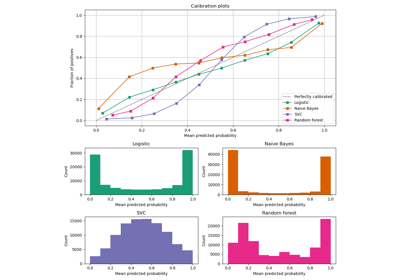 Calibration plots
1.0
0.8
0.6
0.4
0.2
0.0
Fraction of positives
0.0 0.2 0.4 0.6 0.8 1.0
Mean predicted probability
Perfectly calibrated
Logistic
Naive Bayes
SVC
Random forest
Logistic
30000
20000
10000
0
Count
0.0 0.2 0.4 0.6 0.8 1.0
Mean predicted probability
Naive Bayes
40000
30000
20000
10000
0
Count
0.0 0.2 0.4 0.6 0.8 1.0
Mean predicted probability
SVC
15000
10000
5000
0
Count
0.0 0.2 0.4 0.6 0.8 1.0
Mean predicted probability
Random forest
20000
15000
10000
5000
0
Count
0.0 0.2 0.4 0.6 0.8 1.0
Mean predicted probability